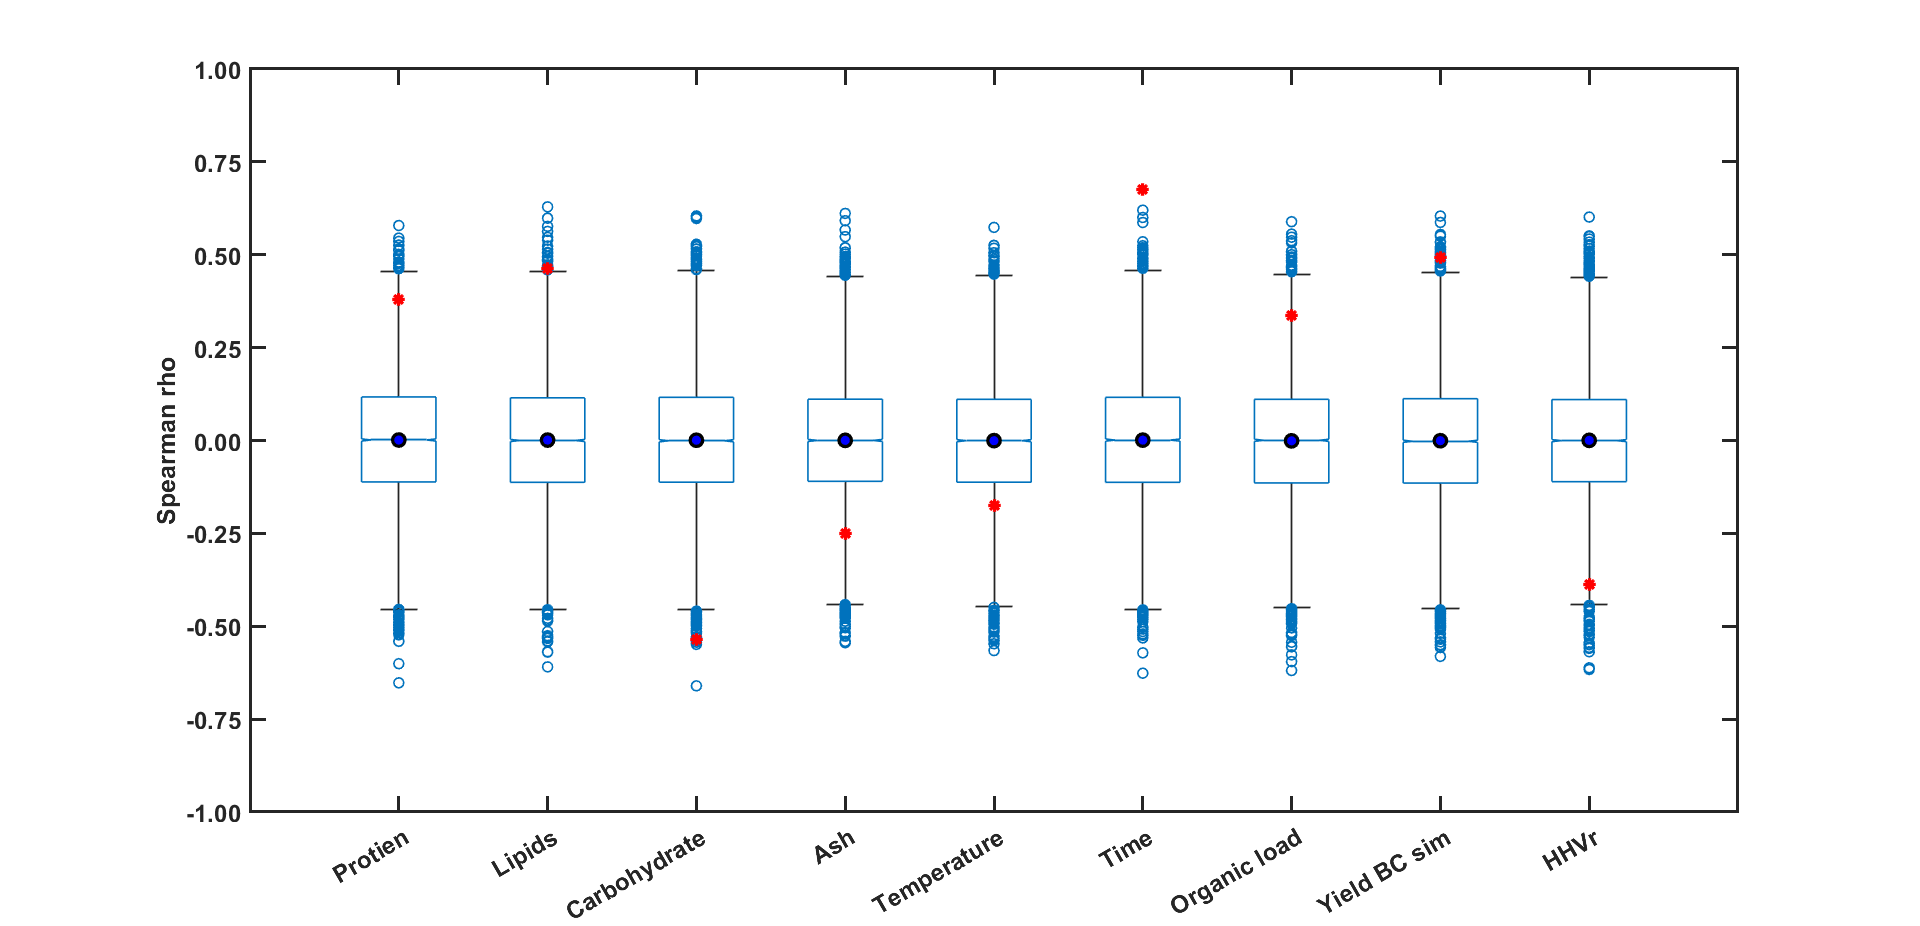 1.00
0.75
0.50
0.25
0.00
-0.25
-0.50
-0.75
-1.00
Spearman rho
Protien
Lipids
Carbohydrate
Ash
Temperature
Time
Organic load
Yield BC sim
HHVr